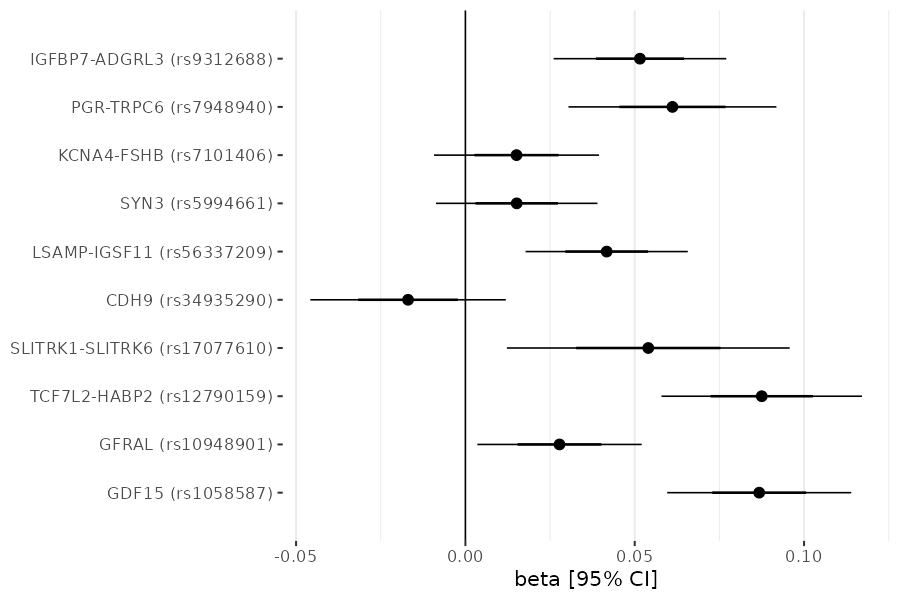 IGFBP7-ADGRL3 (rs9312688)
PGR-TRPC6 (rs7948940)
KCNA4-FSHB (rs7101406)
SYN3 (rs5994661)
LSAMP-IGSF11 (rs56337209)
CDH9 (rs34935290)
SLITRK1-SLITRK6 (rs17077610)
TCF7L2-HABP2 (rs12790159)
GFRAL (rs10948901)
GDF15 (rs1058587)
-0.05 0.00 0.05 0.10
beta [95% CI]